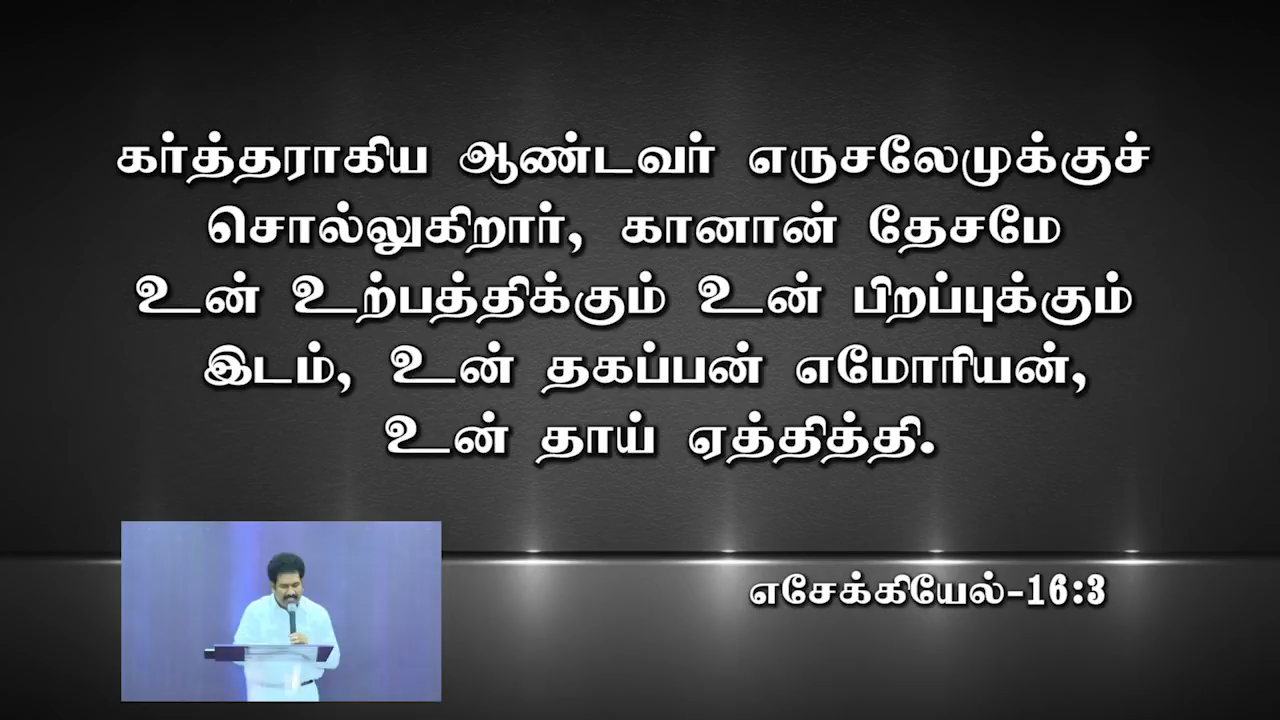 கர்த்தராகிய ஆண்டவர் எருசலேமுக்குச்
சொல்லுகிறார், கானான் தேசமே
உன் உற்பத்திக்கும் உன் பிறப்புக்கும்
இடம், உன் தகப்பன் எமோரியன்,
உன் தாய் ஏத்தித்தி.
எசேக்கியேல்-16:3